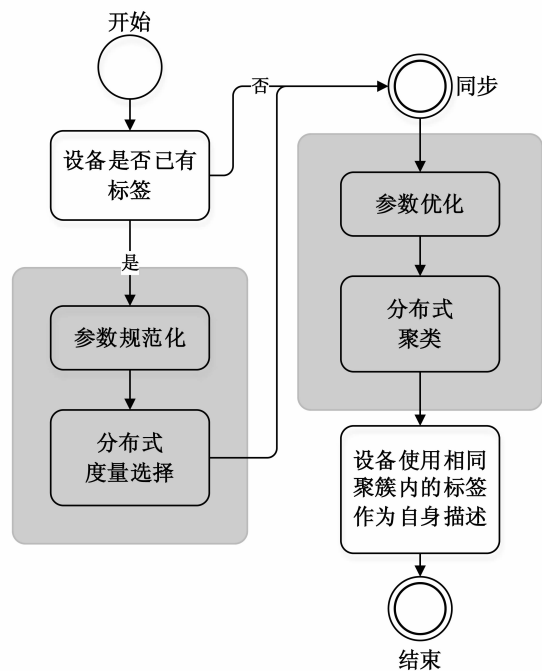 开始
设备是否已有
标签
否
是
参数规范化
分布式
度量选择
同步
参数优化
分布式
聚类
设备使用相同
聚簇内的标签
作为自身描述
结束